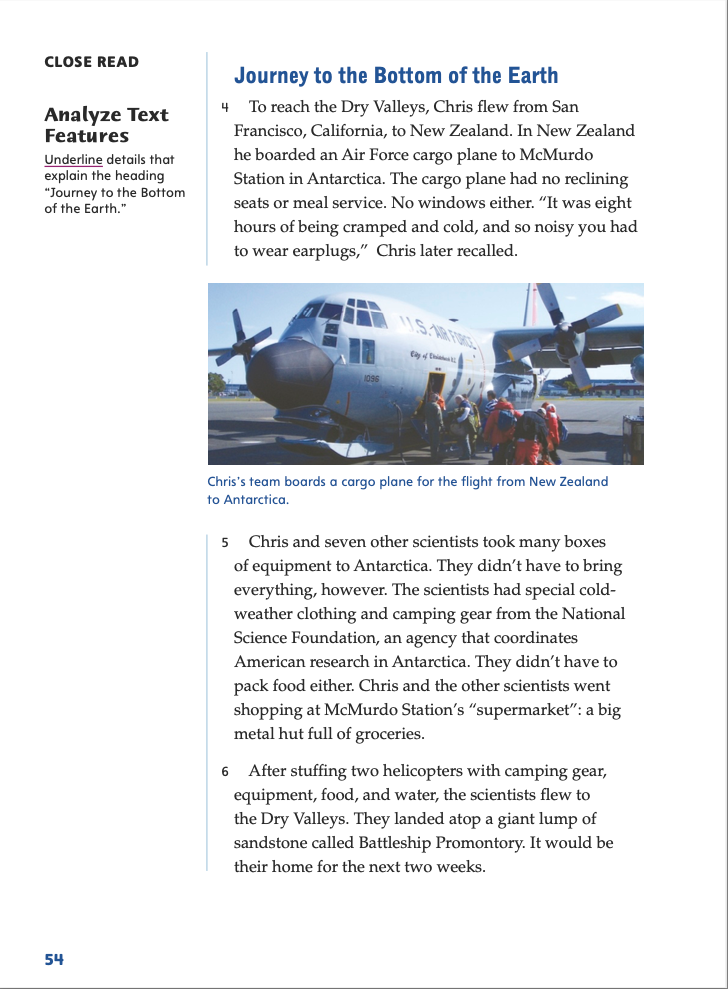 CLOSE READ
Analyze Text
Features
Underline details that
explain the heading
“Journey to the Bottom
of the Earth.”
Journey to the Bottom of the Earth
4 To reach the Dry Valleys, Chris flew from San
Francisco, California, to New Zealand. In New Zealand
he boarded an Air Force cargo plane to McMurdo
Station in Antarctica. The cargo plane had no reclining
seats or meal service. No windows either. “It was eight
hours of being cramped and cold, and so noisy you had
to wear earplugs,” Chris later recalled.
U.S. AIR FORCE
City of Christchurch N.Z.
1096
Chris’s team boards a cargo plane for the flight from New Zealand
to Antarctica.
5 Chris and seven other scientists took many boxes
of equipment to Antarctica. They didn’t have to bring
everything, however. The scientists had special cold-
weather clothing and camping gear from the National
Science Foundation, an agency that coordinates
American research in Antarctica. They didn’t have to
pack food either. Chris and the other scientists went
shopping at McMurdo Station’s “supermarket”: a big
metal hut full of groceries.
6 After stuffing two helicopters with camping gear,
equipment, food, and water, the scientists flew to
the Dry Valleys. They landed atop a giant lump of
sandstone called Battleship Promontory. It would be
their home for the next two weeks.
54